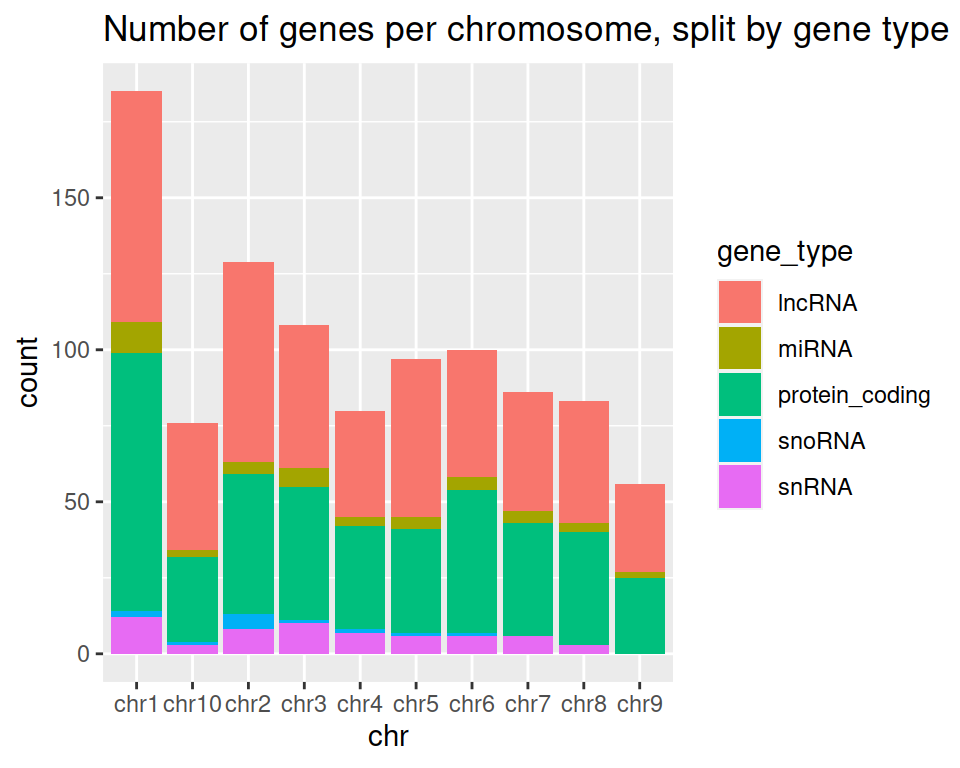 Number of genes per chromosome, split by gene type
count
150
100
50
0
chr1 chr10 chr2 chr3 chr4 chr5 chr6 chr7 chr8 chr9
chr
gene_type
lncRNA
miRNA
protein_coding
snoRNA
snRNA